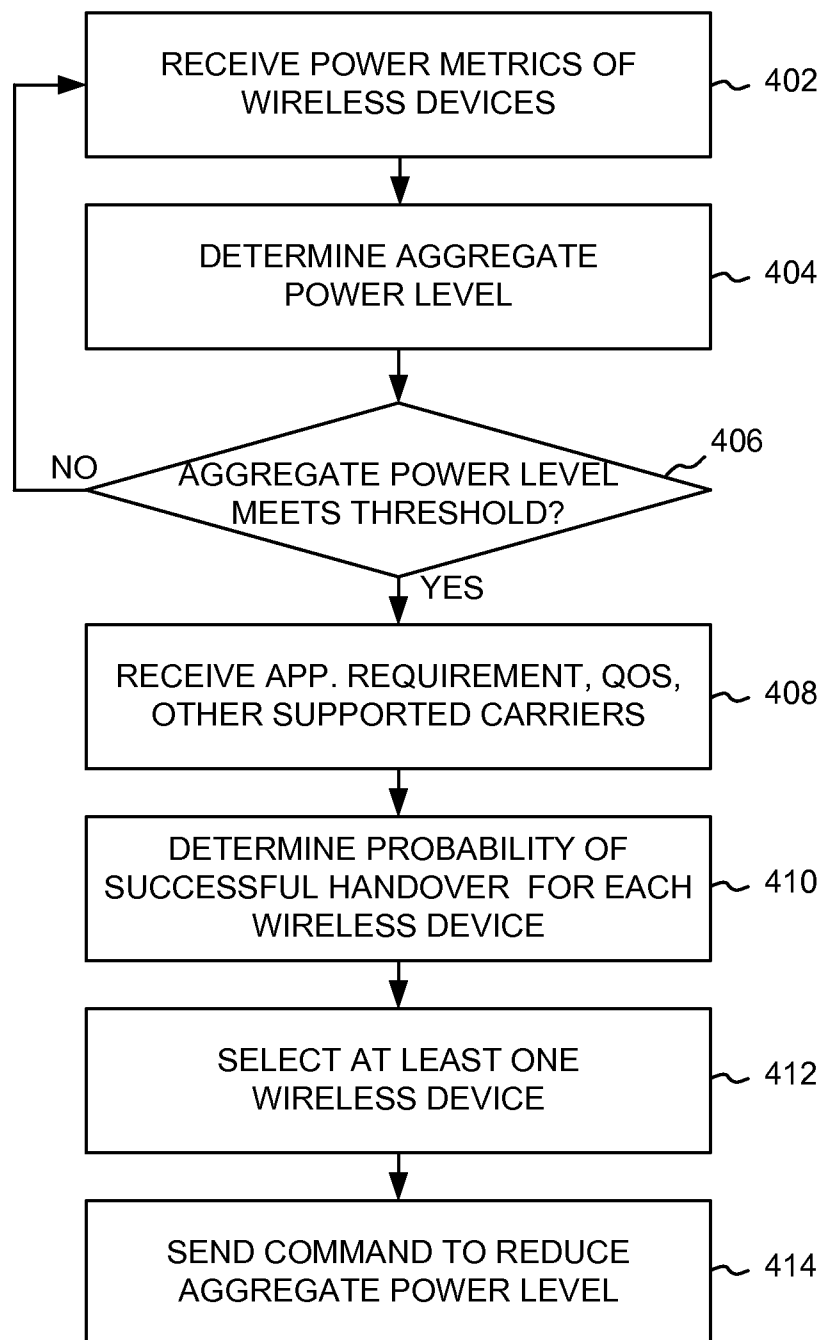 RECEIVE POWER METRICS OF
WIRELESS DEVICES
402
DETERMINE AGGREGATE
POWER LEVEL
404
406
NO
AGGREGATE POWER LEVEL
MEETS THRESHOLD?
YES
RECEIVE APP. REQUIREMENT, QOS,
OTHER SUPPORTED CARRIERS
408
DETERMINE PROBABILITY OF
SUCCESSFUL HANDOVER FOR EACH
WIRELESS DEVICE
410
SELECT AT LEAST ONE
WIRELESS DEVICE
412
SEND COMMAND TO REDUCE
AGGREGATE POWER LEVEL
414